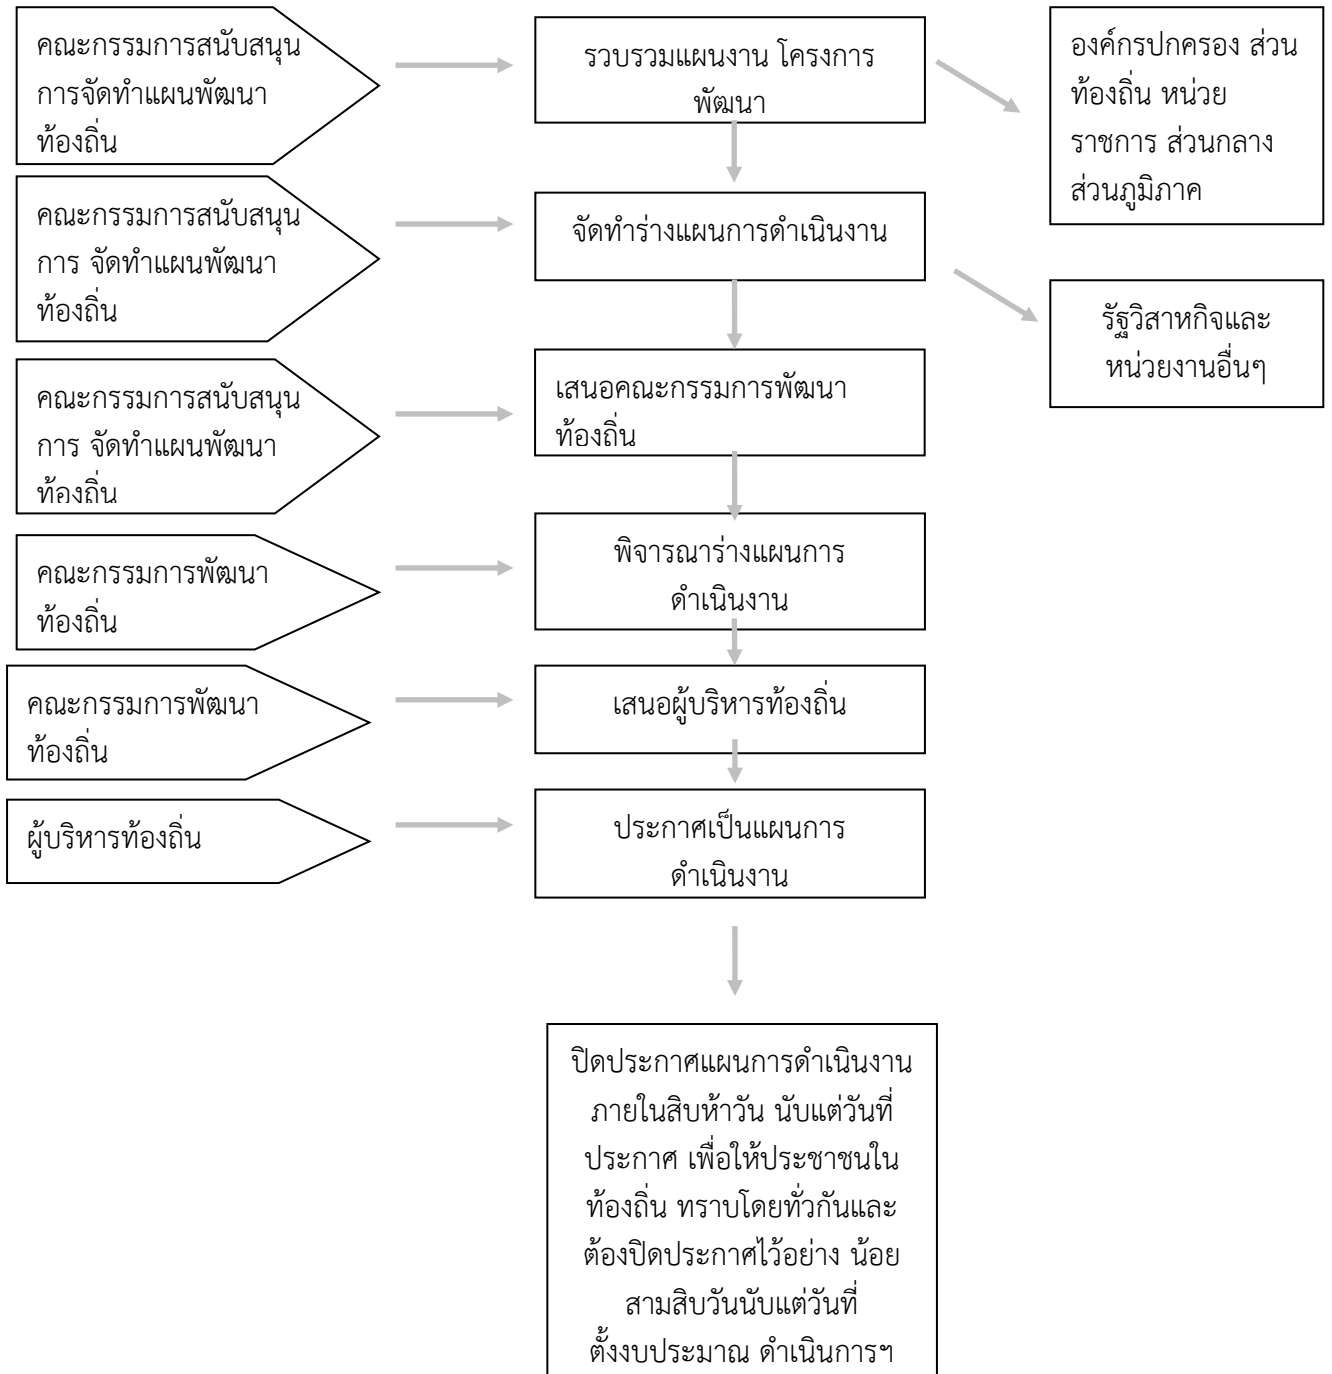 คณะกรรมการสนับสนุน
การจัดทำแผนพัฒนา
ท้องถิ่น
รวบรวมแผนงาน โครงการ
พัฒนา
องค์กรปกครอง ส่วน
ท้องถิ่น หน่วย
ราชการ ส่วนกลาง
ส่วนภูมิภาค
คณะกรรมการสนับสนุน
การ จัดทำแผนพัฒนา
ท้องถิ่น
จัดทำร่างแผนการดำเนินงาน
รัฐวิสาหกิจและ
หน่วยงานอื่นๆ
คณะกรรมการสนับสนุน
การ จัดทำแผนพัฒนา
ท้องถิ่น
เสนอคณะกรรมการพัฒนา
ท้องถิ่น
คณะกรรมการพัฒนา
ท้องถิ่น
พิจารณาร่างแผนการ
ดำเนินงาน
คณะกรรมการพัฒนา
ท้องถิ่น
เสนอผู้บริหารท้องถิ่น
ผู้บริหารท้องถิ่น
ประกาศเป็นแผนการ
ดำเนินงาน
ปิดประกาศแผนการดำเนินงาน
ภายในสิบห้าวัน นับแต่วันที่
ประกาศ เพื่อให้ประชาชนใน
ท้องถิ่น ทราบโดยทั่วกันและ
ต้องปิดประกาศไว้อย่าง น้อย
สามสิบวันนับแต่วันที่
ตั้งงบประมาณ ดำเนินการฯ